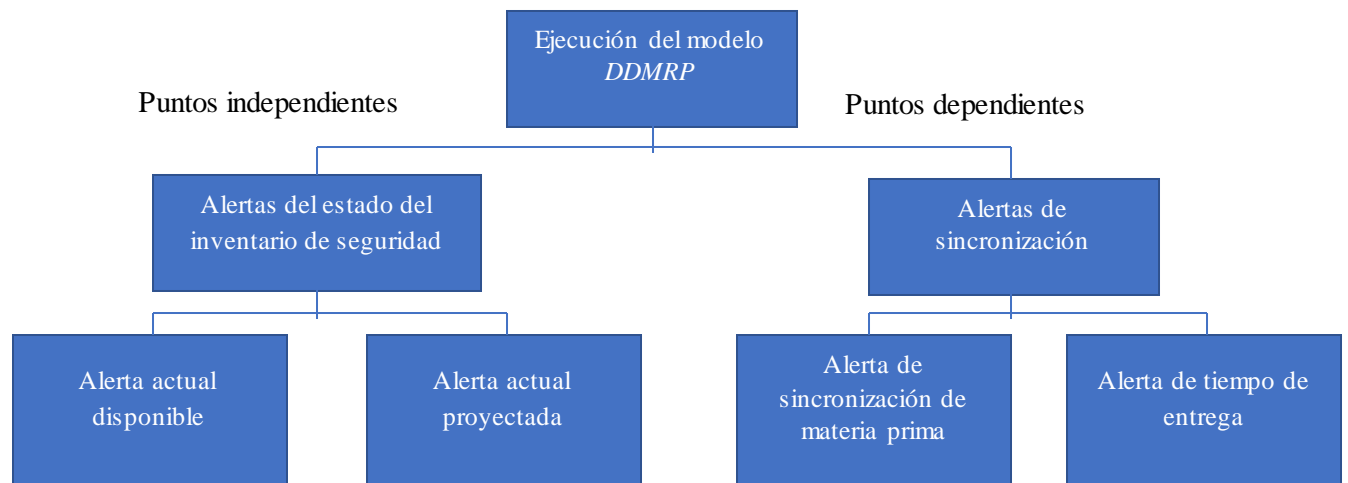 Ejecución del modelo
DDMRP
Puntos independientes
Puntos dependientes
Alertas del estado del
inventario de seguridad
Alertas de
sincronización
Alerta actual
disponible
Alerta actual
proyectada
Alerta de
sincronización de
materia prima
Alerta de tiempo de
entrega